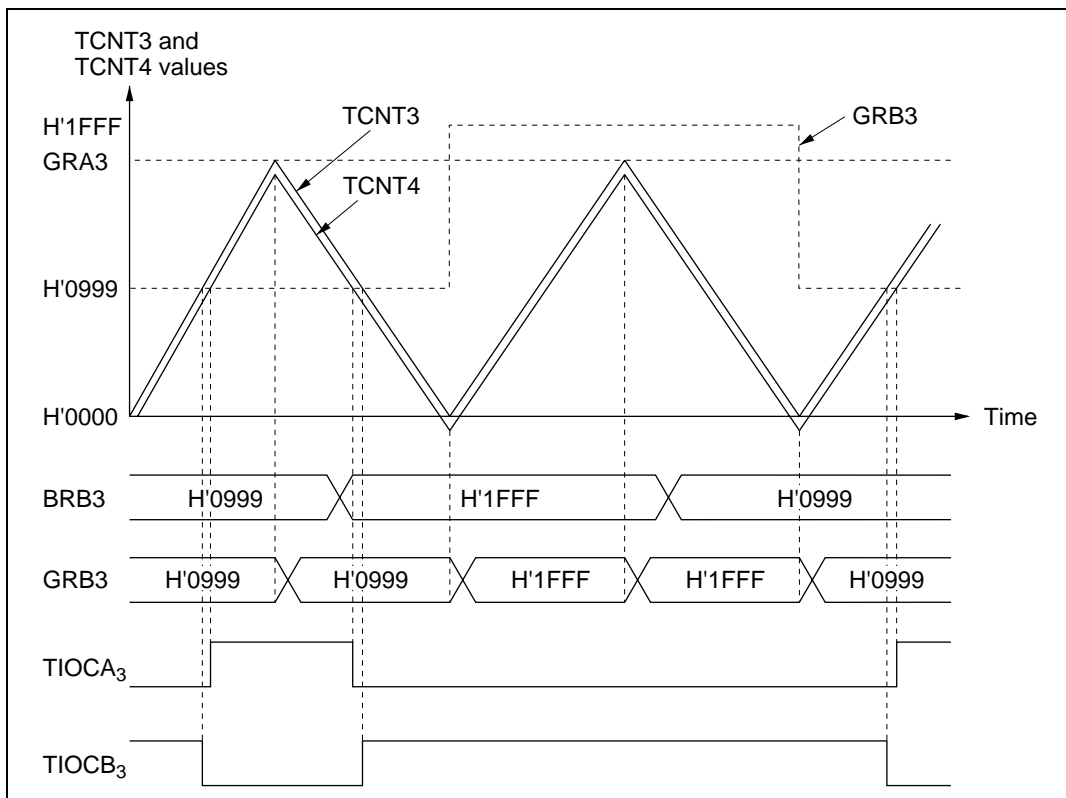 TCNT3 and
TCNT4 values
H'1FFF
GRA3
H'0999
H'0000
TCNT3
TCNT4
GRB3
Time
BRB3
H'0999
H'1FFF
H'0999
GRB3
H'0999
H'0999
H'1FFF
H'1FFF
H'0999
TIOCA3
TIOCB3